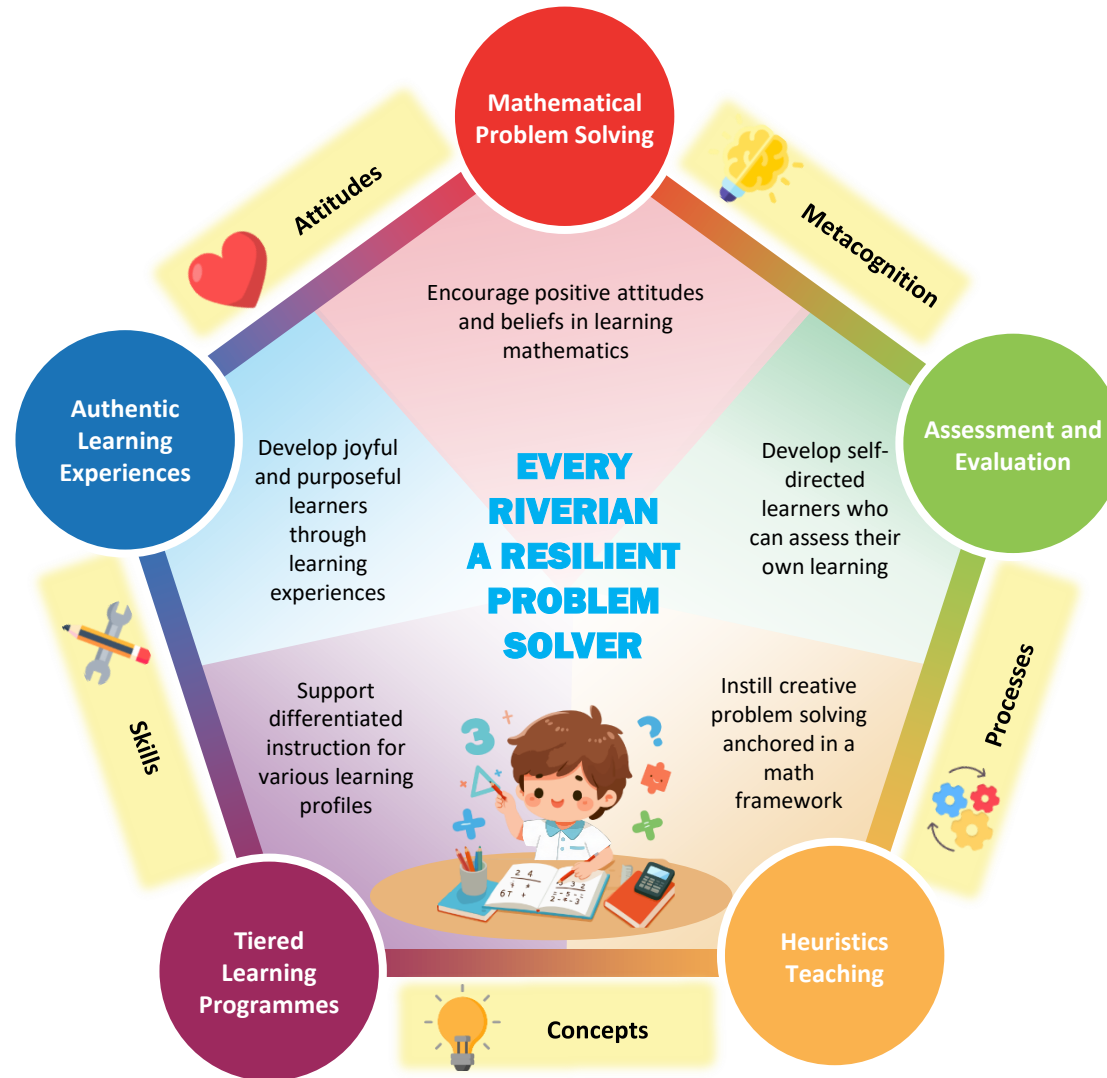 Mathematical
Problem Solving
Attitudes
Metacognition
Encourage positive attitudes
and beliefs in learning
mathematics
Authentic
Learning
Experiences
Assessment and
Evaluation
Develop joyful
and purposeful
learners
through
learning
experiences
EVERY
RIVERIAN
A RESILIENT
PROBLEM
SOLVER
Develop self-
directed
learners who
can assess their
own learning
Skills
Processes
Support
differentiated
instruction for
various learning
profiles
Instill creative
problem solving
anchored in a
math
framework
3
?
Tiered
Learning
Programmes
Heuristics
Teaching
Concepts